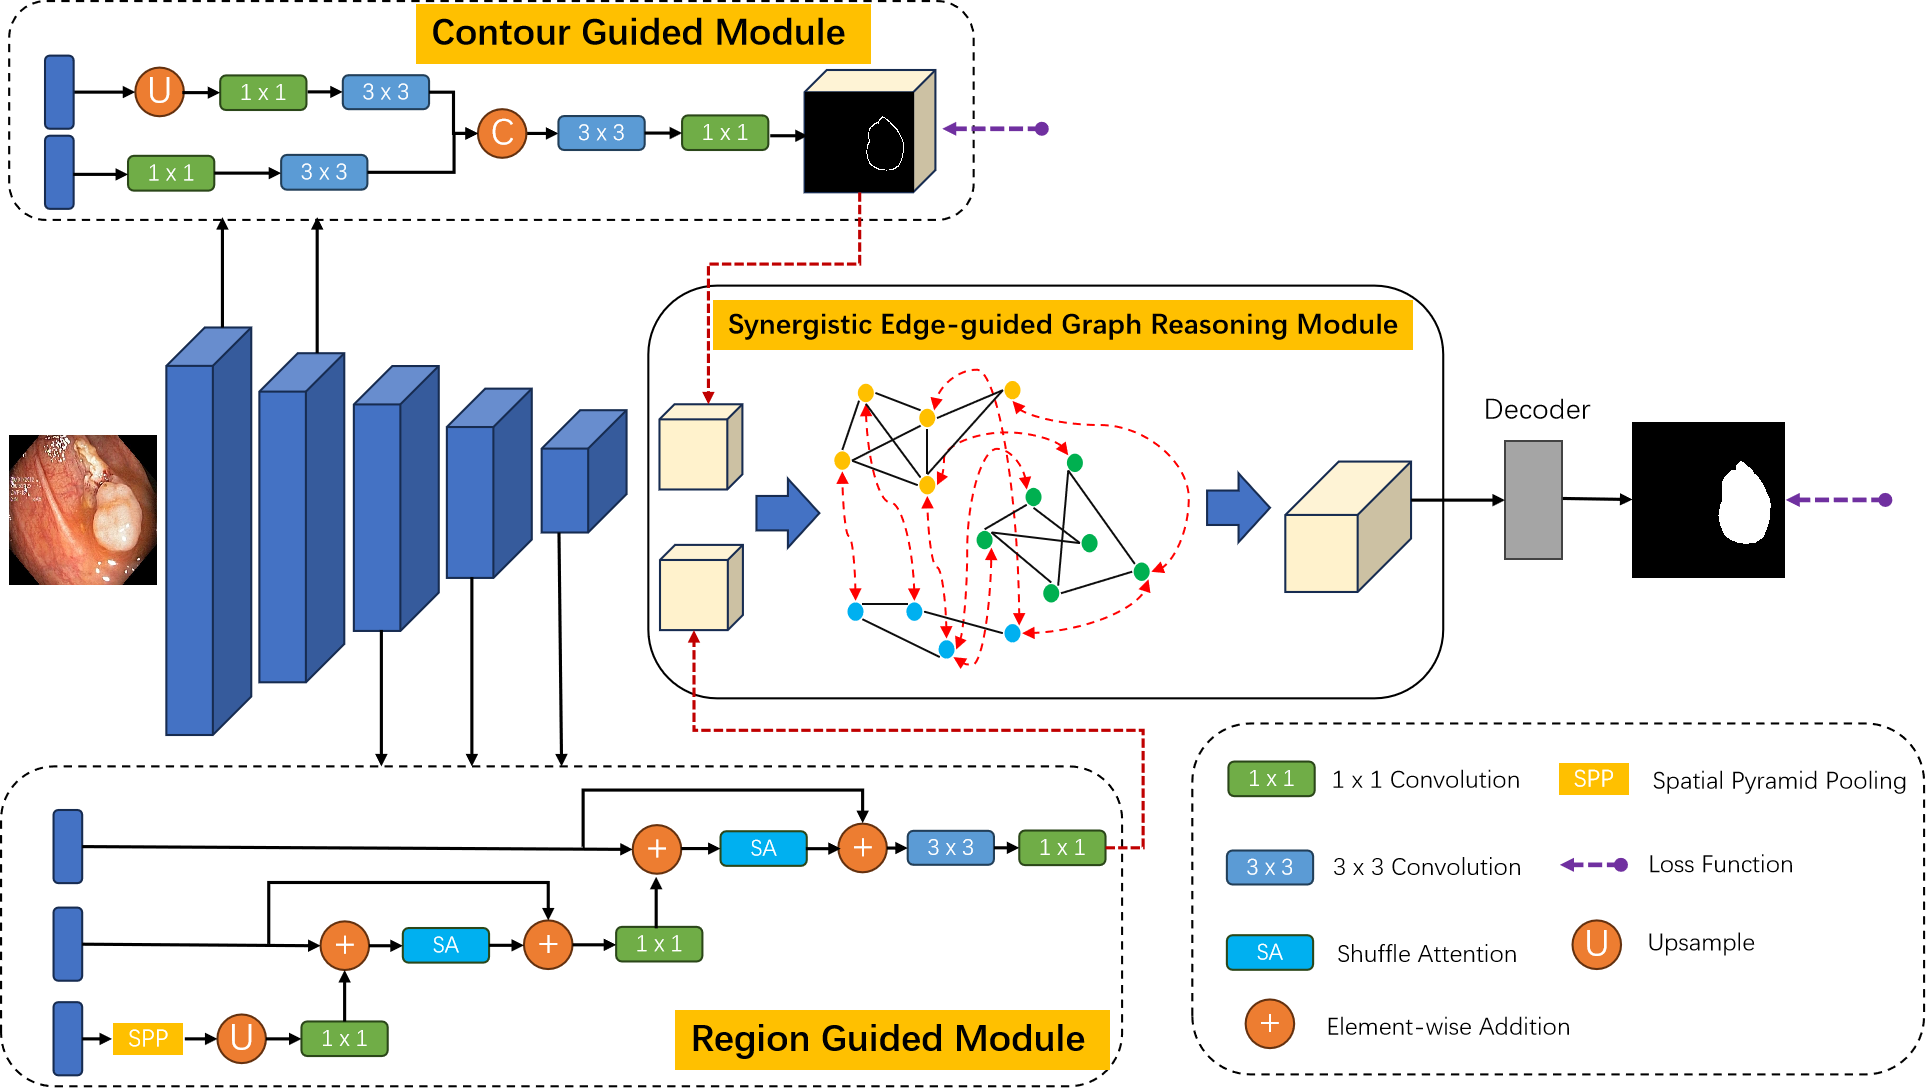 Contour Guided Module
U
1 x 1
3 x 3
C
3 x 3
1 x 1
1 x 1
3 x 3
Synergistic Edge-guided Graph Reasoning Module
Decoder
+
SA
+
3 x 3
1 x 1
+
SA
+
1 x 1
SPP
U
1 x 1
Region Guided Module
1 x 1
1 x 1 Convolution
SPP
Spatial Pyramid Pooling
3 x 3
3 x 3 Convolution
Loss Function
SA
Shuffle Attention
U
Upsample
+
Element-wise Addition